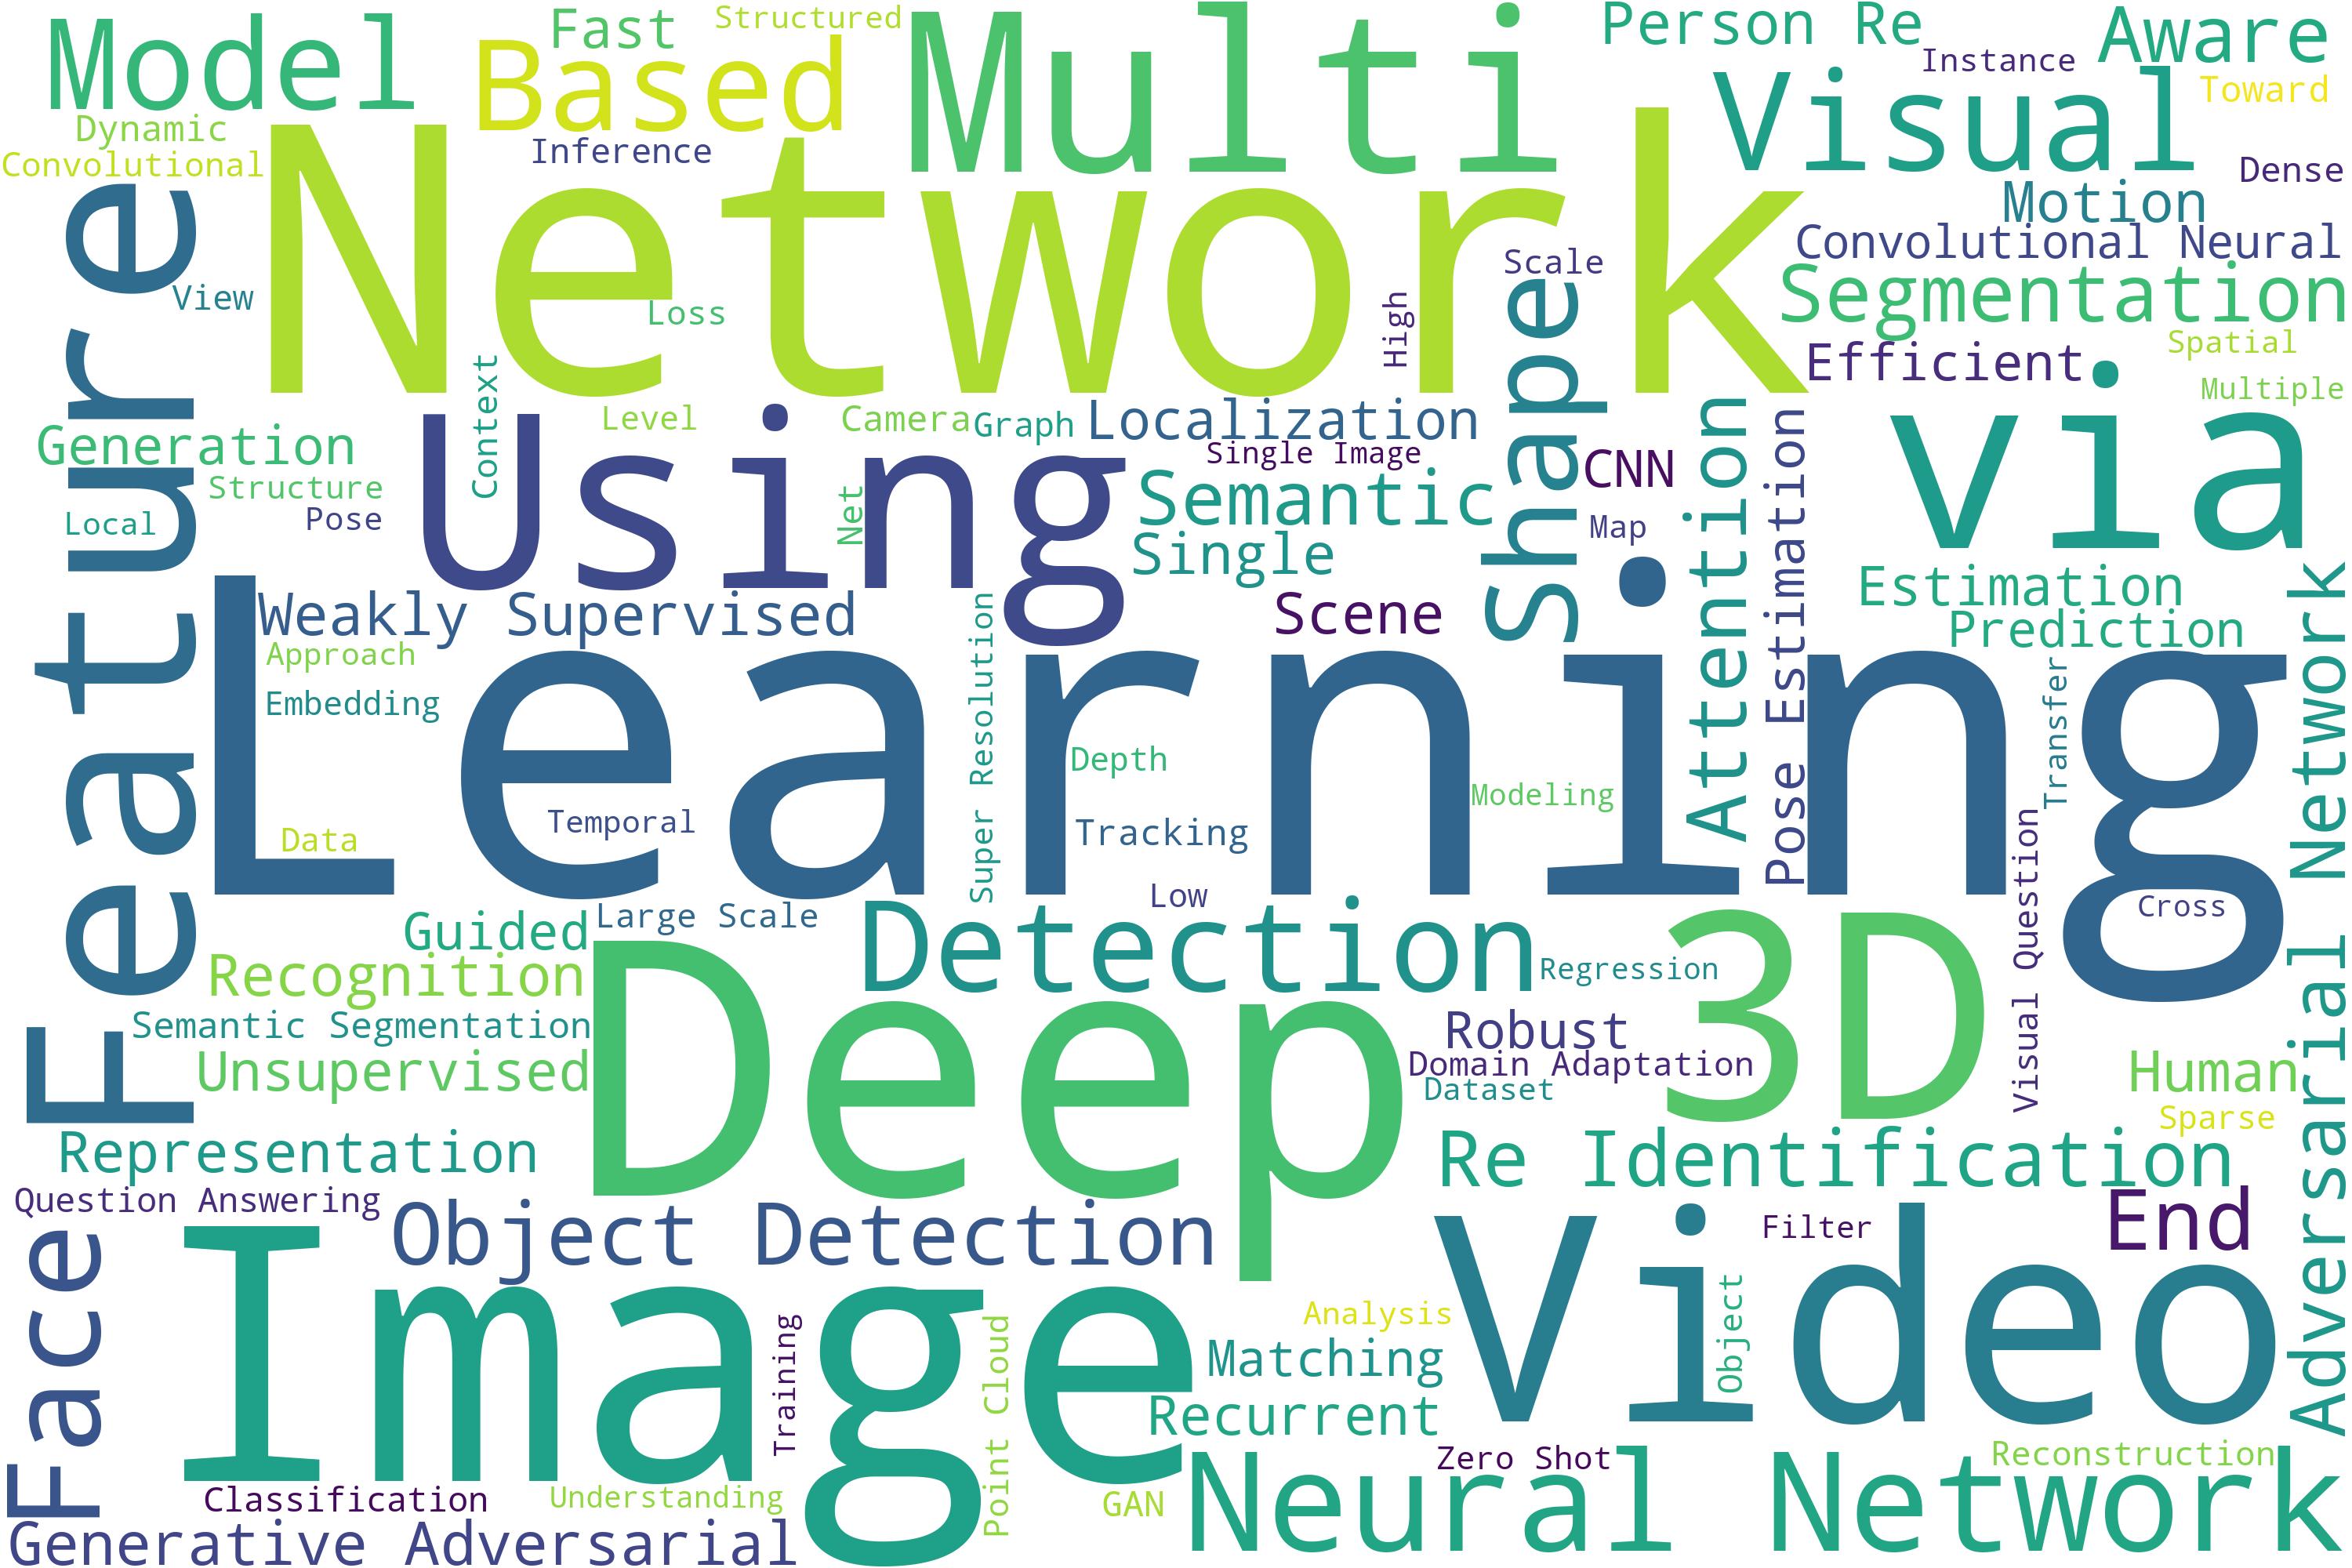 Model
Fast
Structured
Based
Multi
Person Re
Aware
Instance
Toward
Visual
Dynamic
Convolutional
Inference
Dense
Motion
Network
Convolutional Neural
Feature
View
Loss
Scale
High
Shape
Segmentation
Spatial
Efficient
Multiple
Context
Level
Camera
Graph
Localization
via
Generation
Using
Single Image
Attention
Pose Estimation
CNN
Structure
Semantic
Local
Pose
Net
Single
Map
Weakly Supervised
Scene
Estimation
Prediction
Adversarial Network
Approach
Super Resolution
Embedding
Learning
Transfer
Depth
Modeling
Temporal
Data
Tracking
Visual Question
Low
Cross
Large Scale
Guided
Detection
3D
Recognition
Regression
Semantic Segmentation
Deep
Robust
Unsupervised
Domain Adaptation
Human
Dataset
Sparse
Representation
Re Identification
Question Answering
Object Detection
Video
Filter
End
Face
Image
Training
Point Cloud
Analysis
Object
Matching
Recurrent
Zero Shot
Reconstruction
Classification
Understanding
GAN
Neural Network
Generative Adversarial